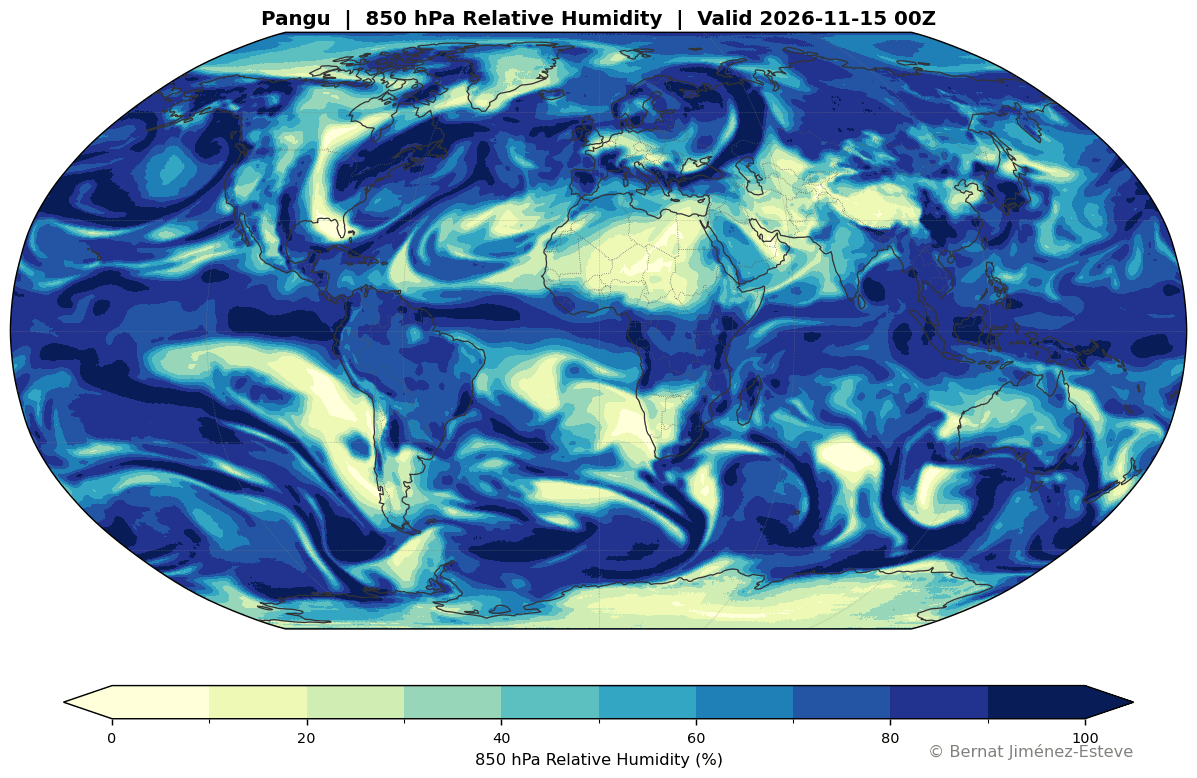 Pangu | 850 hPa Relative Humidity | Valid 2026-11-15 00Z
0 20 40 60 80 100
850 hPa Relative Humidity (%)
© Bernat Jiménez-Esteve